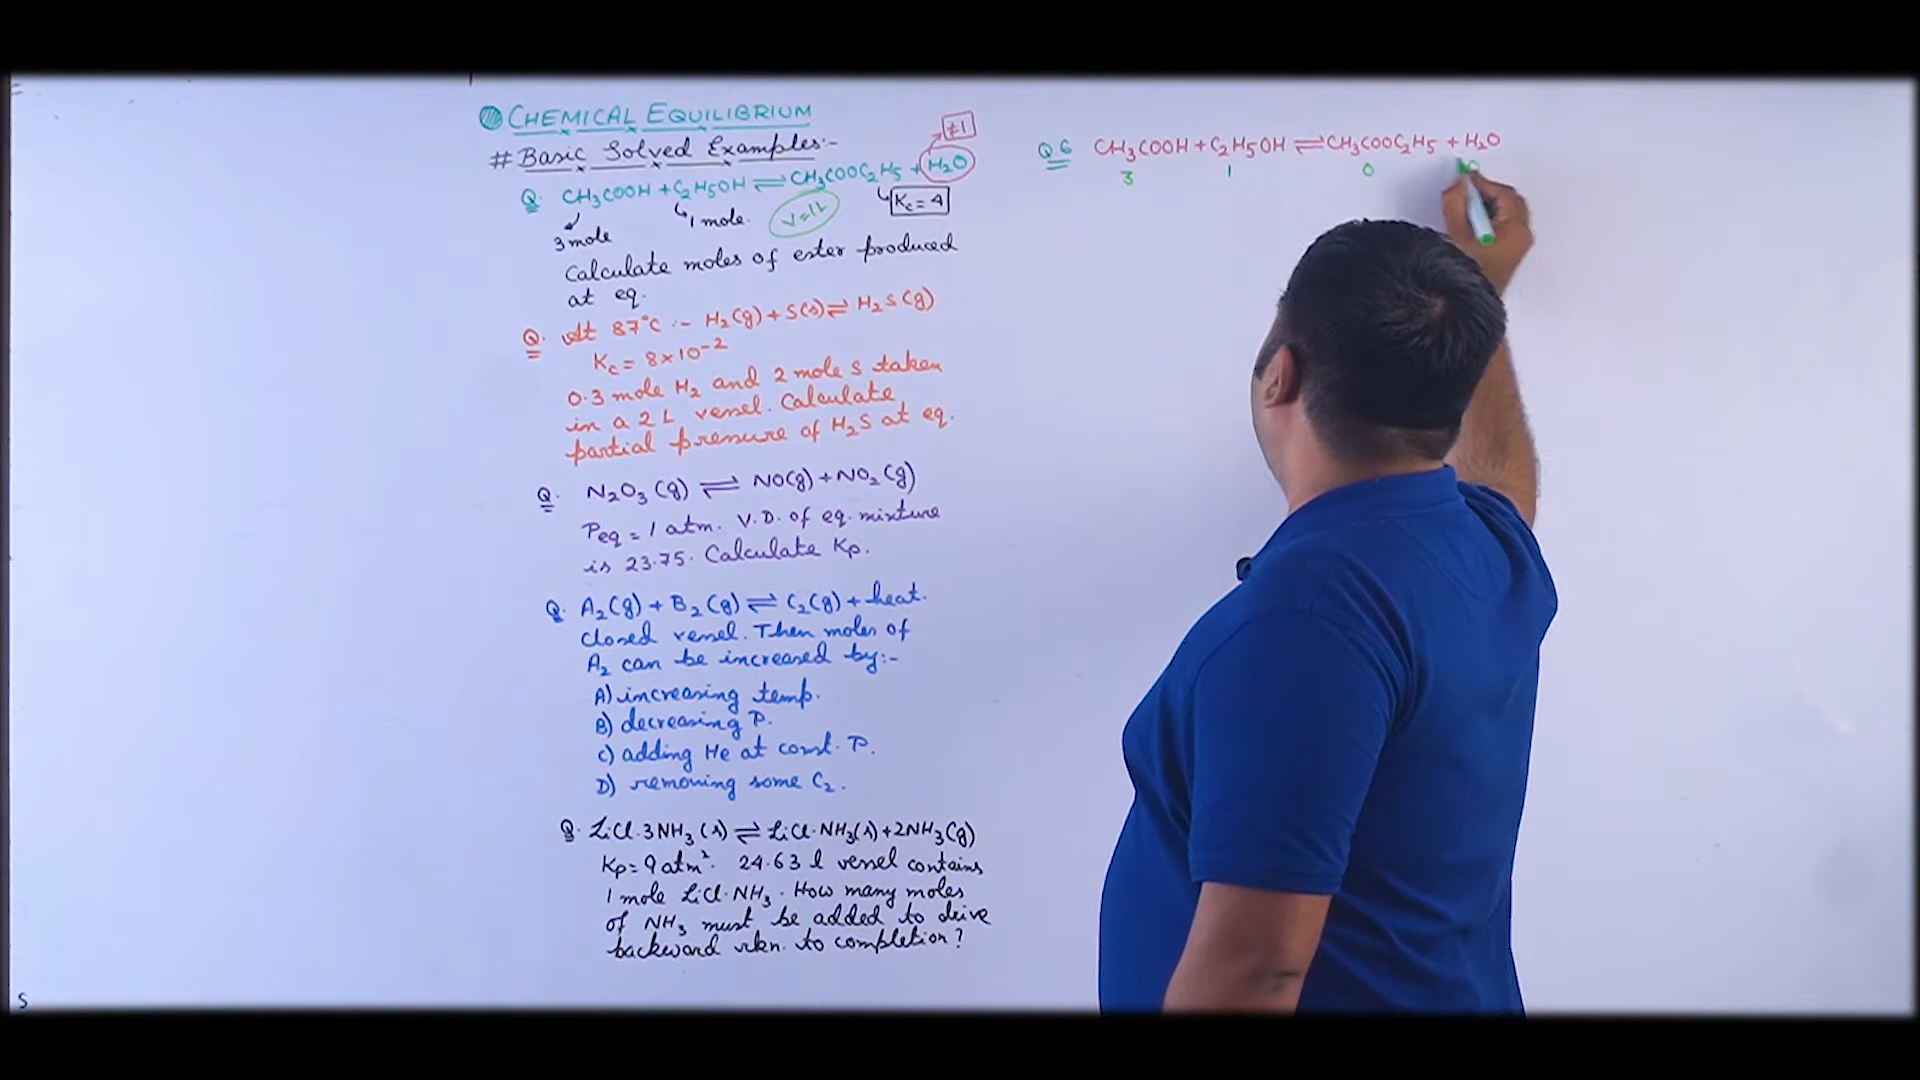 CHEMICAL EQUILIBRIUM
# Basic Solved Examples:-
≠1
Q. CH₃COOH + C₂H₅OH ⇌ CH₃COOC₂H₅ + H₂O
3 mole 1 mole. V=1L Kc = 4
Calculate moles of ester produced
at eq.
Q. At 87°C :- H₂(g) + S(s) ⇌ H₂S(g)
Kc = 8×10⁻²
0.3 mole H₂ and 2 mole S taken
in a 2 L vessel. Calculate
partial pressure of H₂S at eq.
Q. N₂O₃(g) ⇌ NO(g) + NO₂(g)
Peq = 1 atm. V.D. of eq. mixture
is 23.75. Calculate Kp.
Q. A₂(g) + B₂(g) ⇌ C₂(g) + heat.
closed vessel. Then moles of
A₂ can be increased by:-
A) increasing temp.
B) decreasing P.
C) adding He at const. P.
D) removing some C₂.
Q. LiCl.3NH₃(s) ⇌ LiCl.NH₃(s) + 2NH₃(g)
Kp = 9 atm². 24.63 l vessel contains
1 mole LiCl.NH₃. How many moles
of NH₃ must be added to drive
backward rkn. to completion?
Q.6 CH₃COOH + C₂H₅OH ⇌ CH₃COOC₂H₅ + H₂O
3 1 0
S